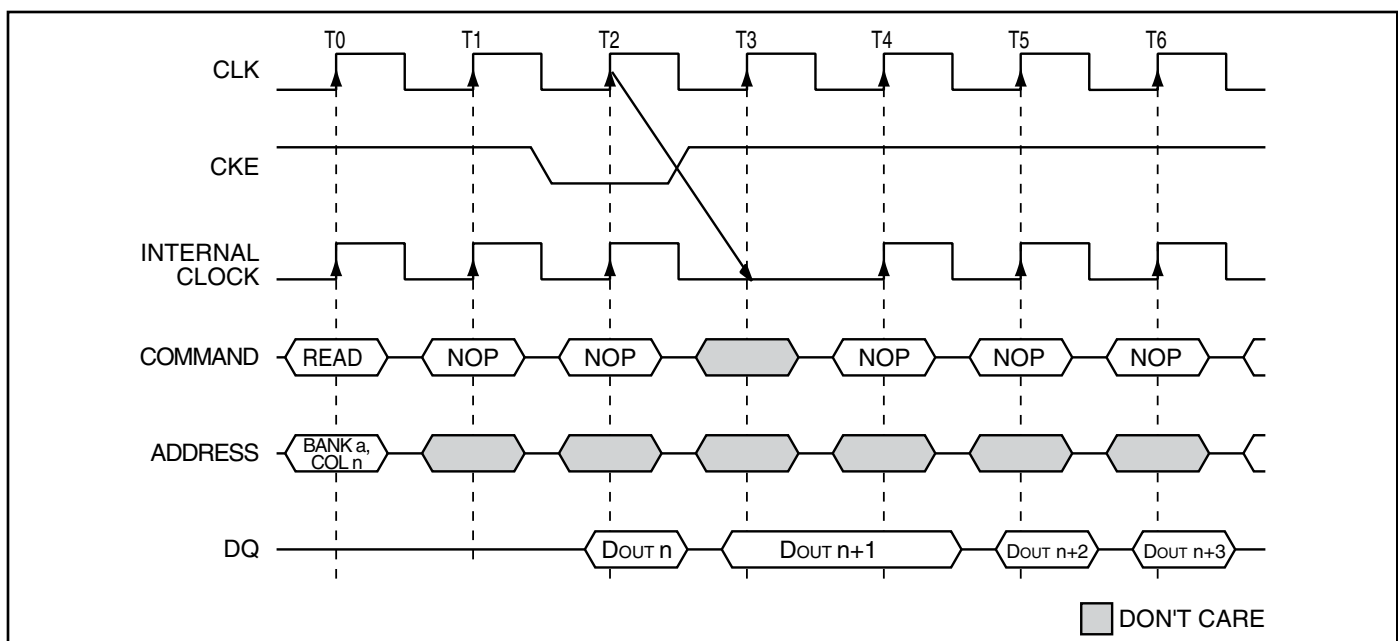 T0 T1 T2 T3 T4 T5 T6
CLK
CKE
INTERNAL
CLOCK
COMMAND READ NOP NOP NOP NOP NOP
ADDRESS BANK a,
COL n
DQ DOUT n DOUT n+1 DOUT n+2 DOUT n+3
DON'T CARE